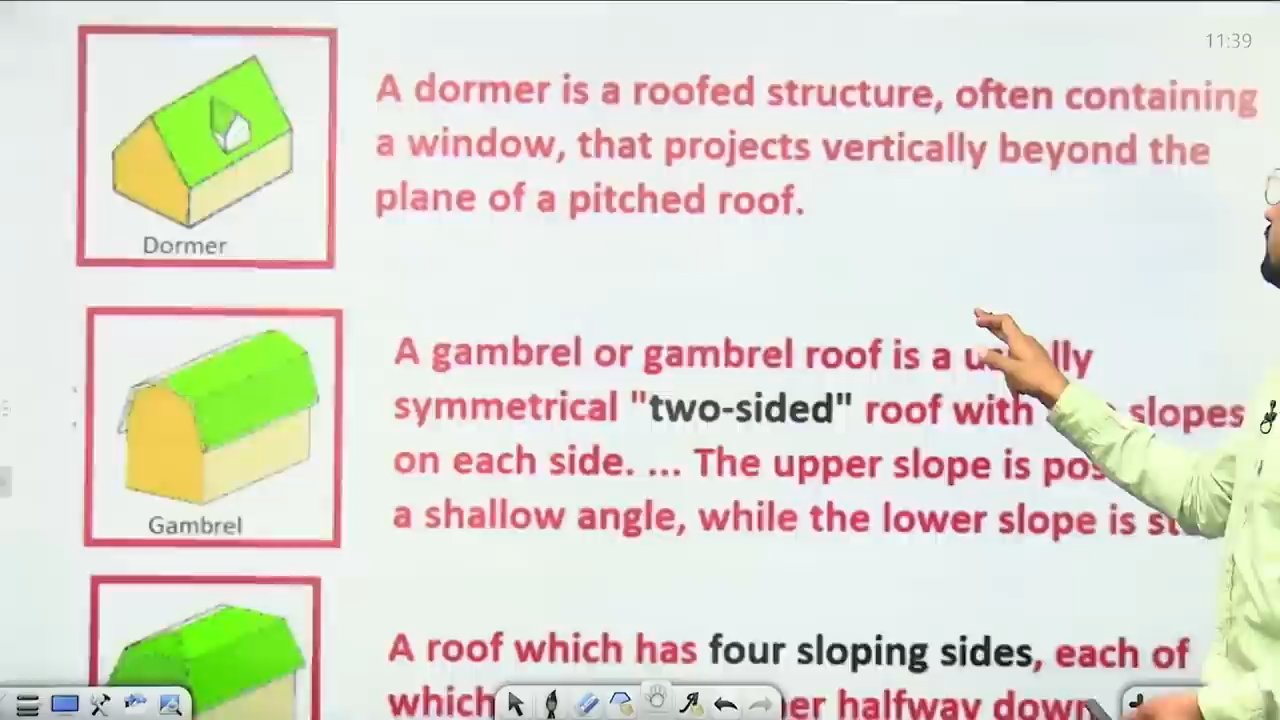 11:39
A dormer is a roofed structure, often containing
a window, that projects vertically beyond the
plane of a pitched roof.
Dormer
A gambrel or gambrel roof is a
symmetrical "two-sided" roof with slopes
on each side. ... The upper slope is
a shallow angle, while the lower slope is
Gambrel
A roof which has four sloping sides, each of
which halfway down